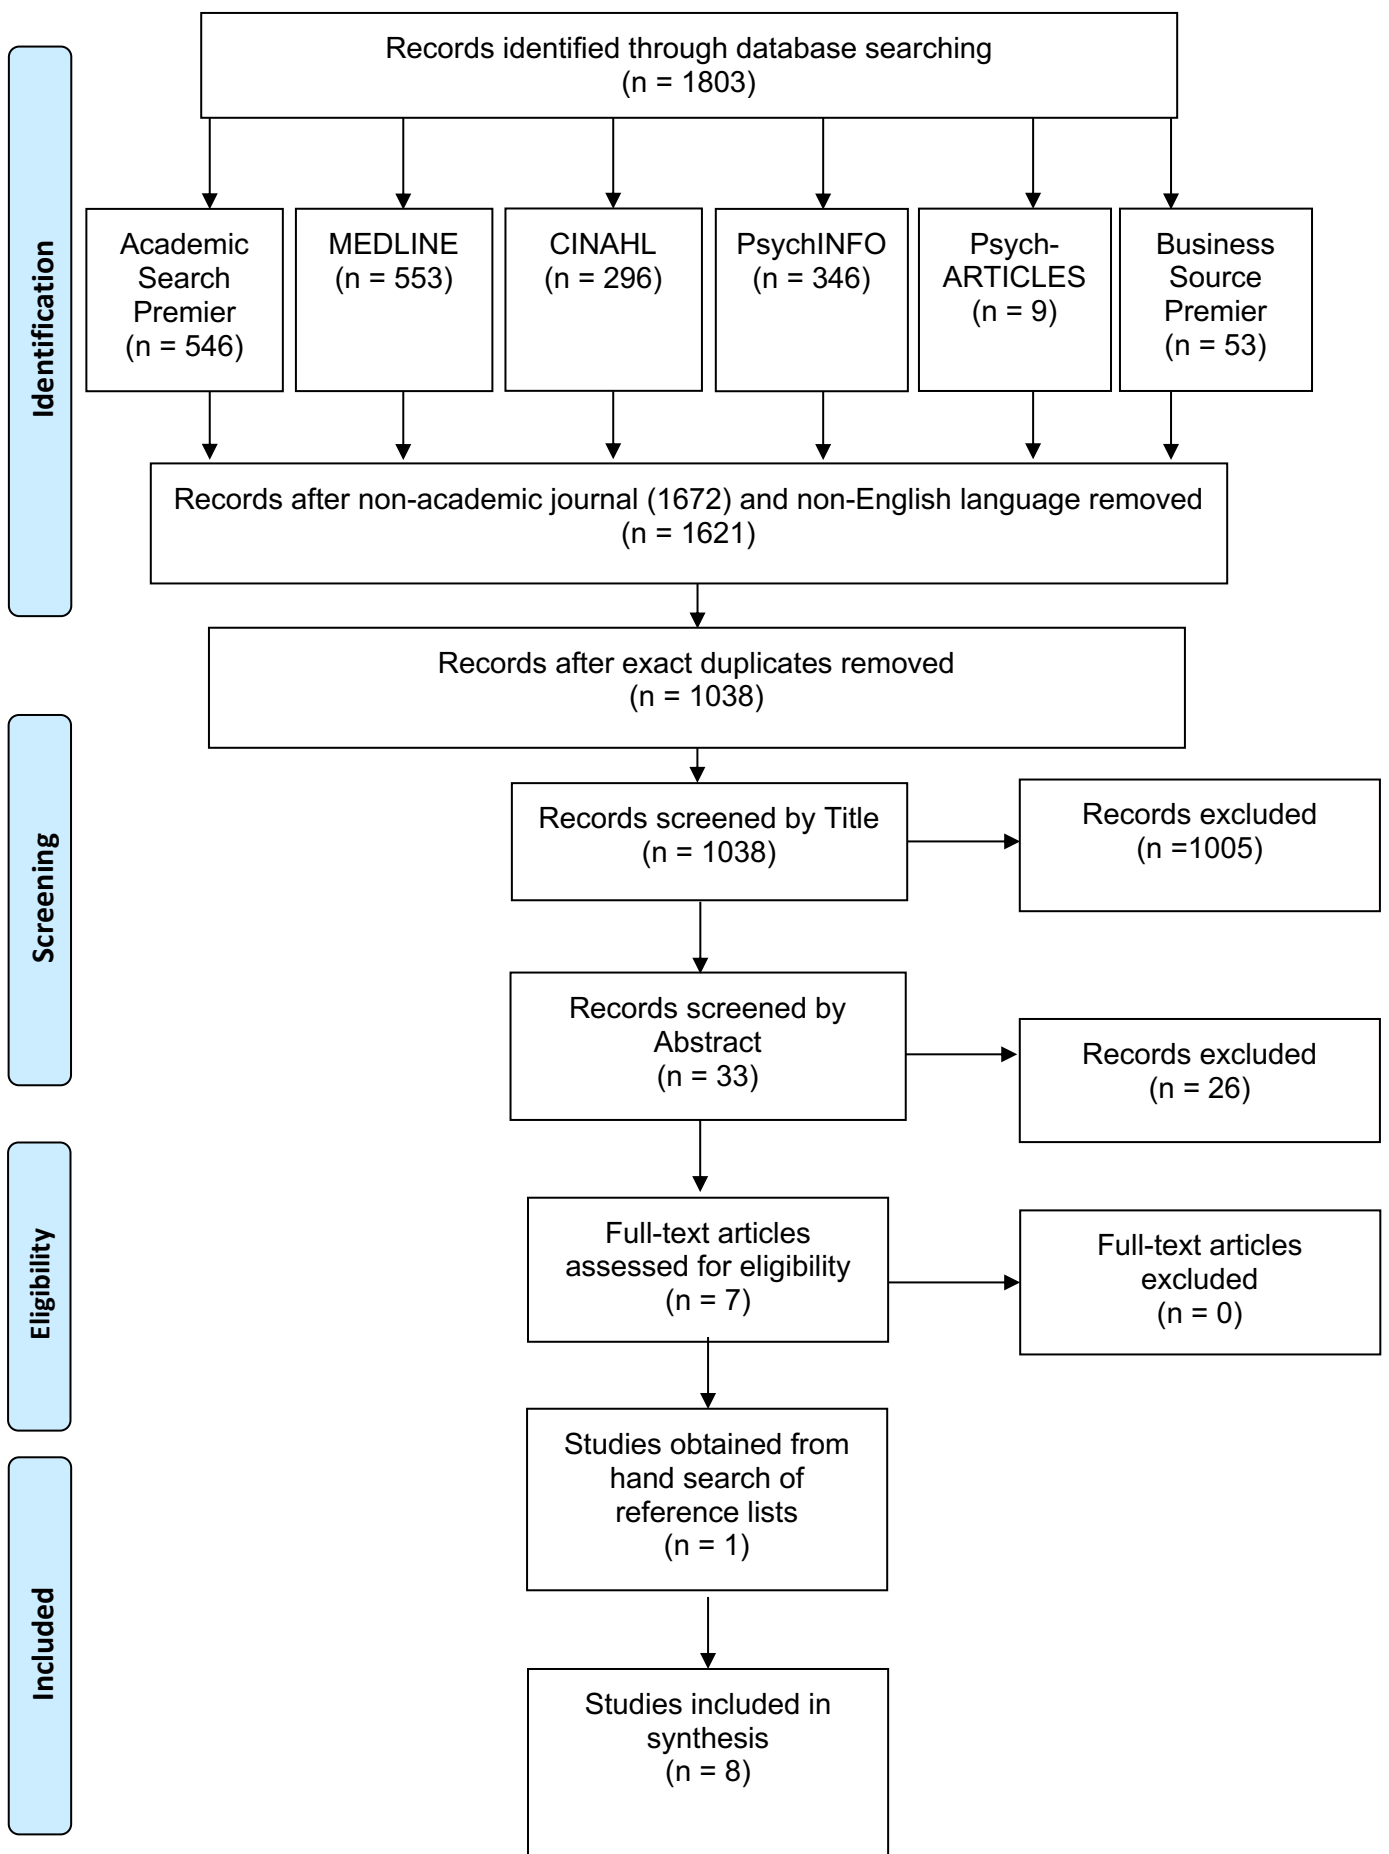 Records identified through database searching
(n = 1803)
Identification
Academic
Search
Premier
(n = 546)
MEDLINE
(n = 553)
CINAHL
(n = 296)
PsychINFO
(n = 346)
Psych-
ARTICLES
(n = 9)
Business
Source
Premier
(n = 53)
Records after non-academic journal (1672) and non-English language removed
(n = 1621)
Records after exact duplicates removed
(n = 1038)
Screening
Records screened by Title
(n = 1038)
Records excluded
(n =1005)
Records screened by
Abstract
(n = 33)
Records excluded
(n = 26)
Eligibility
Full-text articles
assessed for eligibility
(n = 7)
Full-text articles
excluded
(n = 0)
Studies obtained from
hand search of
reference lists
(n = 1)
Included
Studies included in
synthesis
(n = 8)